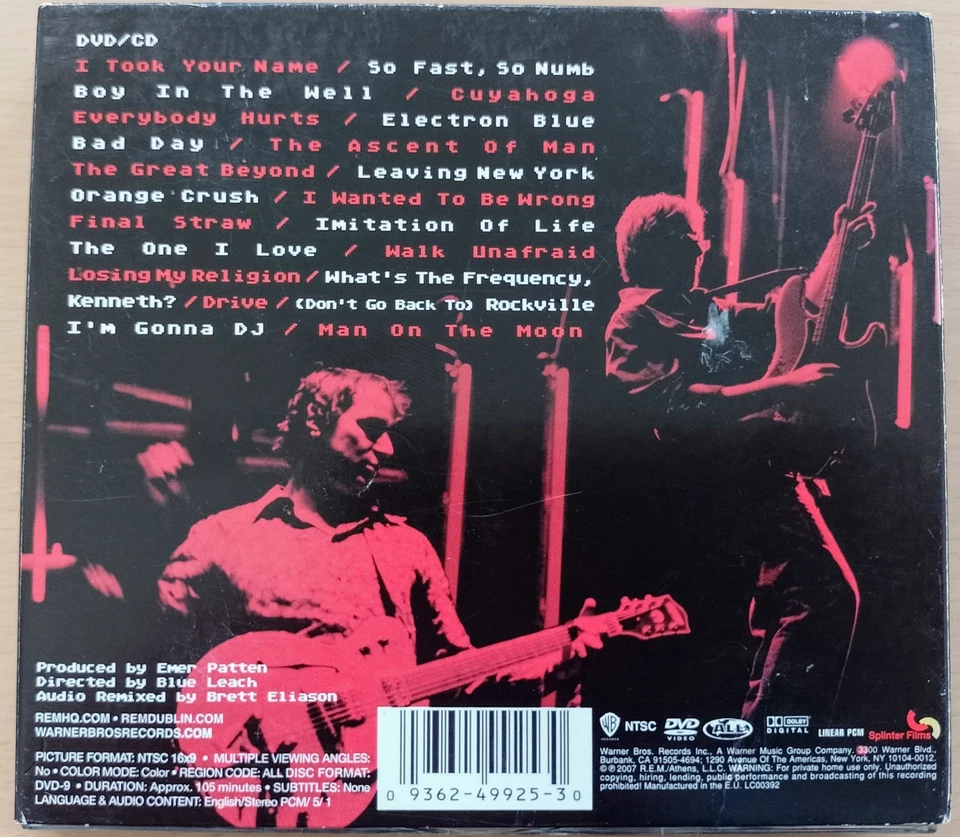 DVD/CD
I Took Your Name / So Fast, So Numb
Boy In The Well / Cuyahoga
Everybody Hurts / Electron Blue
Bad Day / The Ascent Of Man
The Great Beyond / Leaving New York
Orange Crush / I Wanted To Be Wrong
Final Straw / Imitation Of Life
The One I Love / Walk Unafraid
Losing My Religion / What's The Frequency,
Kenneth? / Drive / (Don't Go Back To) Rockville
I'm Gonna DJ / Man On The Moon
Produced by Emer Patten
Directed by Blue Leach
Audio Remixed by Brett Eliason
REMHQ.COM • REMDUBLIN.COM
WARNERBROSRECORDS.COM
PICTURE FORMAT: NTSC 16x9 • MULTIPLE VIEWING ANGLES:
No • COLOR MODE: Color • REGION CODE: ALL DISC FORMAT:
DVD-9 • DURATION: Approx. 105 minutes • SUBTITLES: None
LANGUAGE & AUDIO CONTENT: English/Stereo PCM/ 5/ 1
0 9362-49925-3 0
WB NTSC DVD VIDEO ALL DOLBY DIGITAL LINEAR PCM Splinter Films
Warner Bros. Records Inc., A Warner Music Group Company, 3300 Warner Blvd.,
Burbank, CA 91505-4694; 1290 Avenue Of The Americas, New York, NY 10104-0012.
© ℗ 2007 R.E.M./Athens, L.L.C. WARNING: For private home use only. Unauthorized
copying, hiring, lending, public performance and broadcasting of this recording
prohibited! Manufactured in the E.U. LC00392